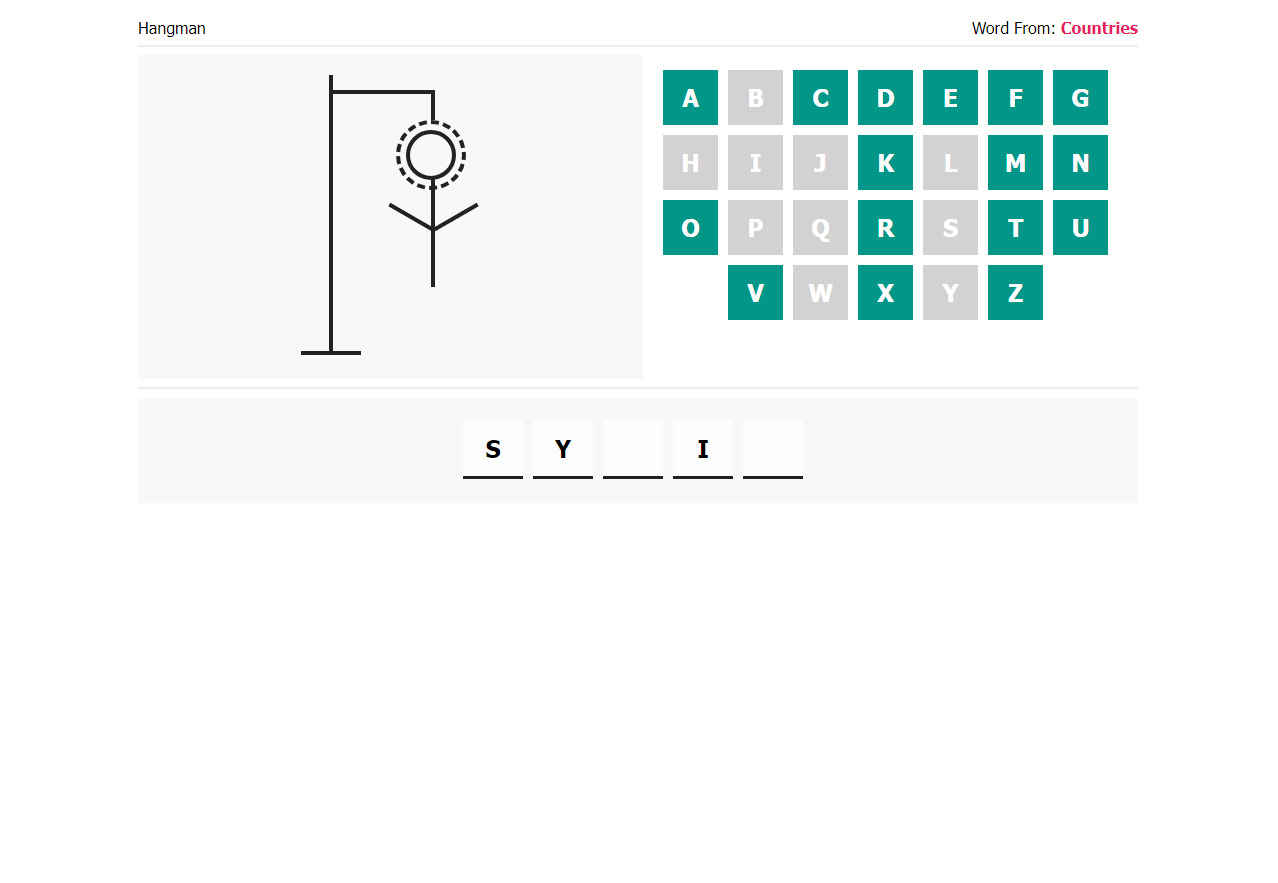 Hangman
Word From: Countries
A B C D E F G
H I J K L M N
O P Q R S T U
V W X Y Z
S Y I